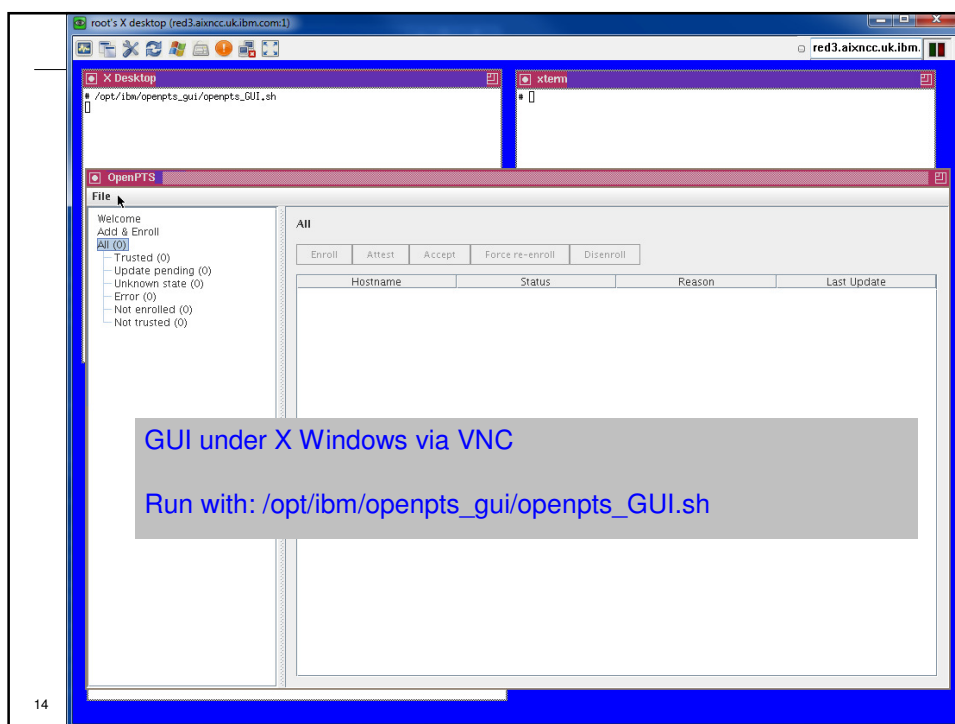 root's X desktop (red3.aixncc.uk.ibm.com:1)
red3.aixncc.uk.ibm.
X Desktop
# /opt/ibm/openpts_gui/openpts_GUI.sh
xterm
#
OpenPTS
File
Welcome
Add & Enroll
All (0)
Trusted (0)
Update pending (0)
Unknown state (0)
Error (0)
Not enrolled (0)
Not trusted (0)
All
Enroll Attest Accept Force re-enroll Disenroll
Hostname Status Reason Last Update
GUI under X Windows via VNC
Run with: /opt/ibm/openpts_gui/openpts_GUI.sh
14